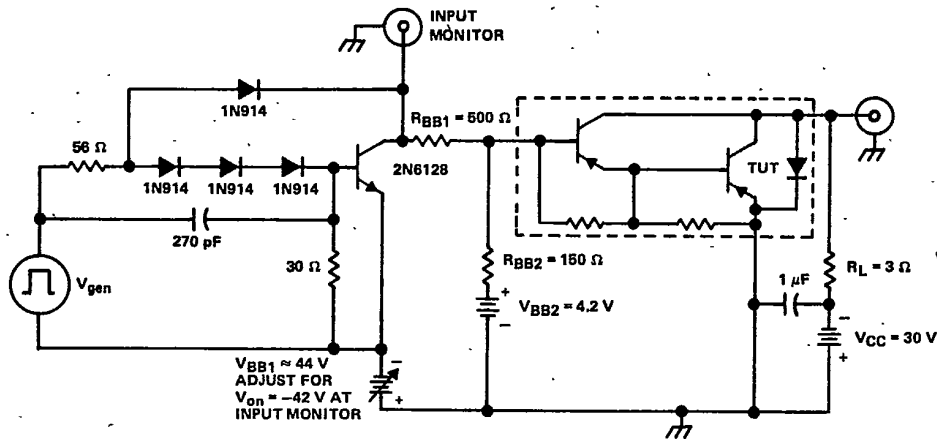 INPUT
MONITOR
1N914
RBB1 = 500 Ω
56 Ω
1N914 1N914 1N914
2N6128
TUT
270 pF
30 Ω
Vgen
RBB2 = 150 Ω
VBB2 = 4.2 V
1 μF
RL = 3 Ω
VCC = 30 V
VBB1 ≈ 44 V
ADJUST FOR
Von = −42 V AT
INPUT MONITOR
+
−
−
+
−
+